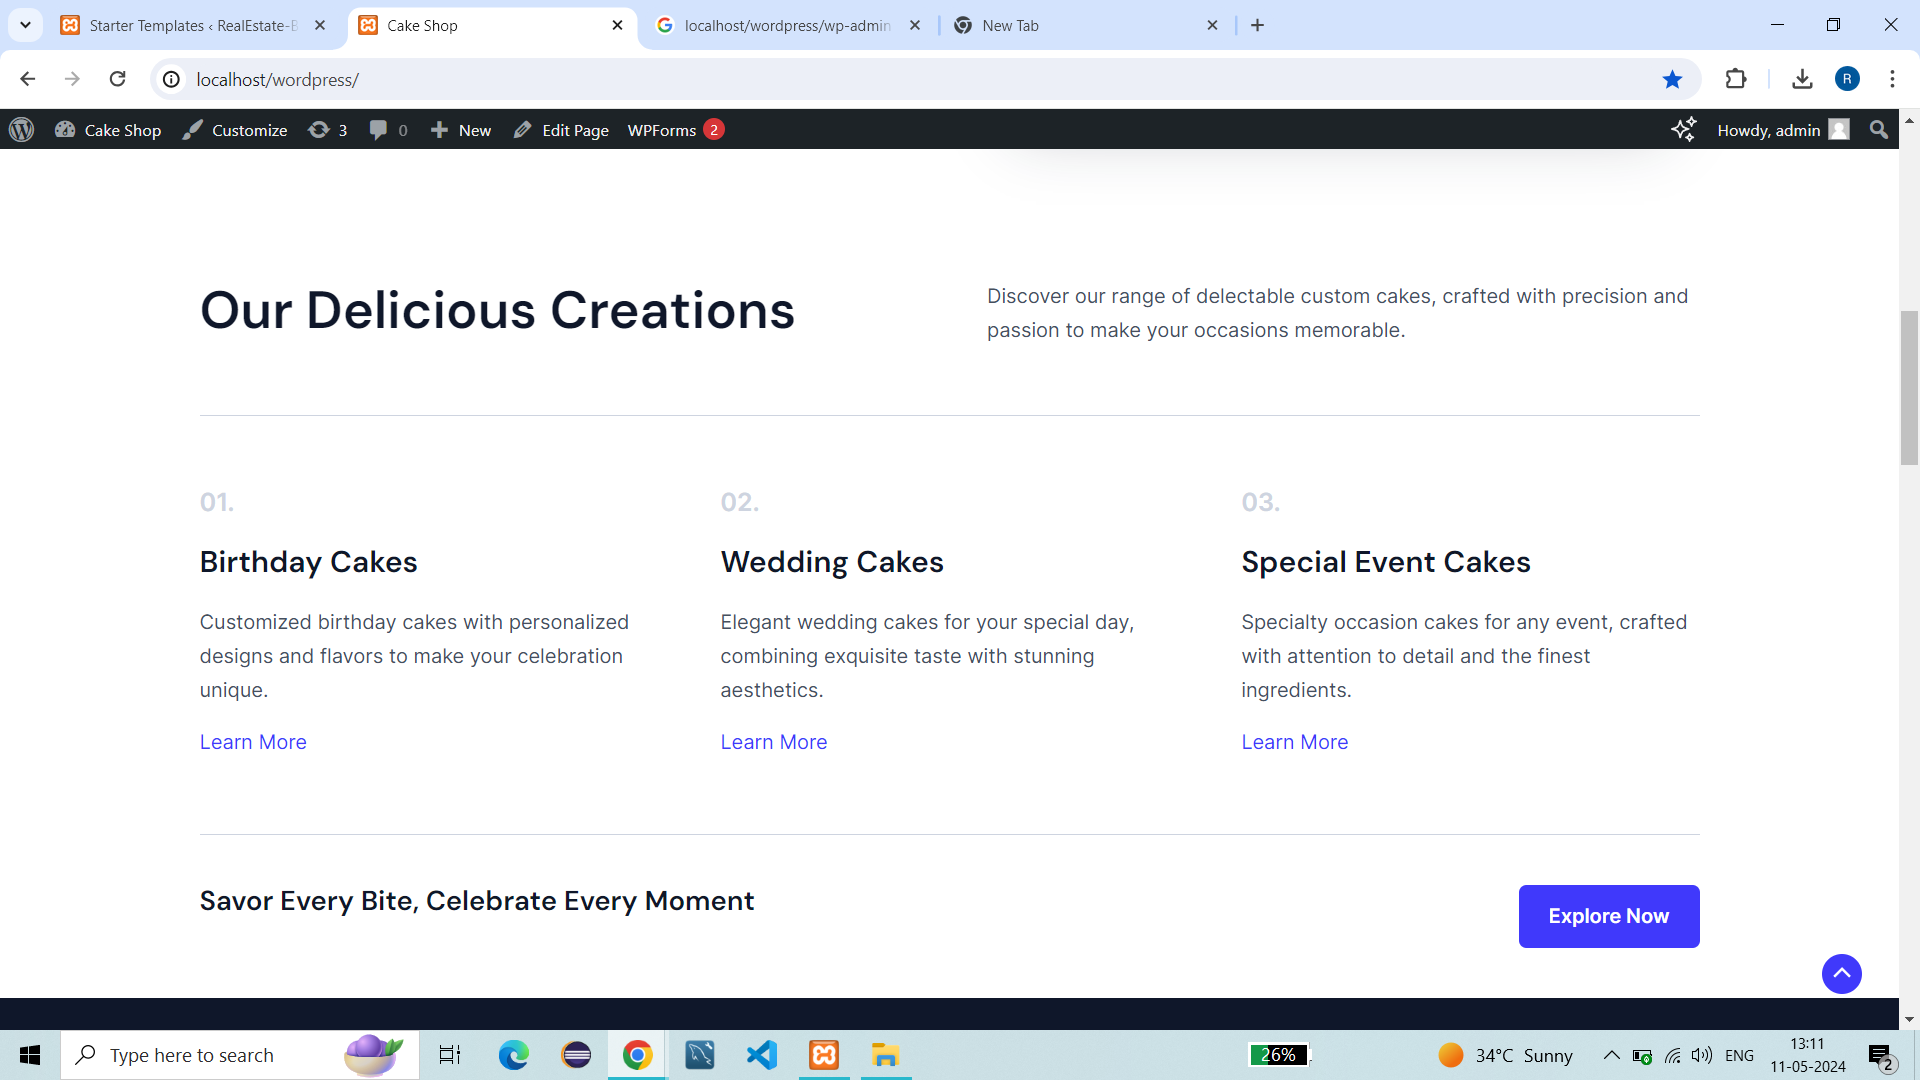 Starter Templates ‹ RealEstate-B
Cake Shop
localhost/wordpress/wp-admin
New Tab
localhost/wordpress/
R
Cake Shop
Customize
3
0
New
Edit Page
WPForms 2
Howdy, admin
Our Delicious Creations
Discover our range of delectable custom cakes, crafted with precision and
passion to make your occasions memorable.
01.
Birthday Cakes
Customized birthday cakes with personalized
designs and flavors to make your celebration
unique.
Learn More
02.
Wedding Cakes
Elegant wedding cakes for your special day,
combining exquisite taste with stunning
aesthetics.
Learn More
03.
Special Event Cakes
Specialty occasion cakes for any event, crafted
with attention to detail and the finest
ingredients.
Learn More
Savor Every Bite, Celebrate Every Moment
Explore Now
Type here to search
26%
34°C Sunny
ENG
13:11
11-05-2024
2